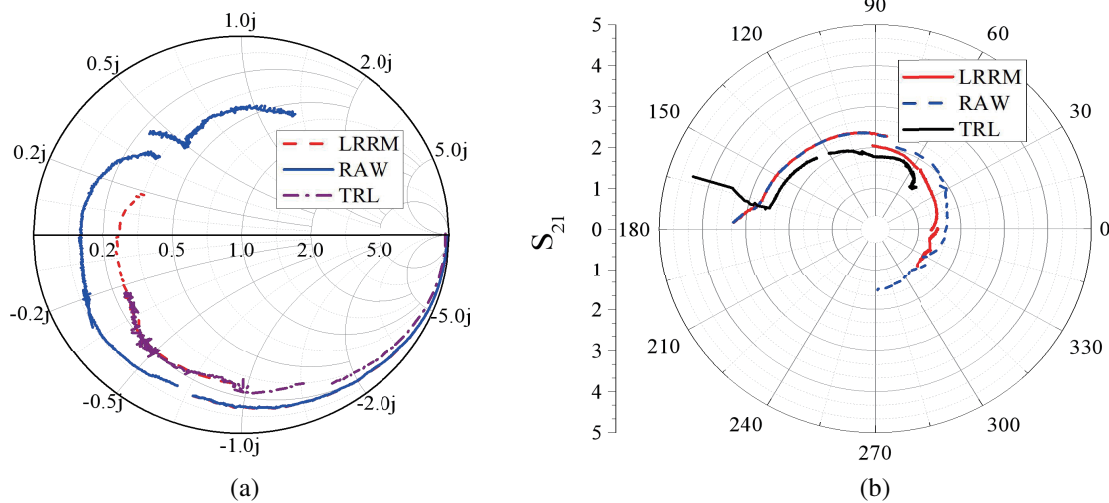 1.0j
0.5j
2.0j
0.2j
5.0j
LRRM
RAW
TRL
0.2 0.5 1.0 2.0 5.0
-0.2j
-5.0j
-0.5j
-2.0j
-1.0j
(a)
S21
5
4
3
2
1
0
1
2
3
4
5
90
120
60
150
30
LRRM
RAW
TRL
180
0
210
330
240
300
270
(b)